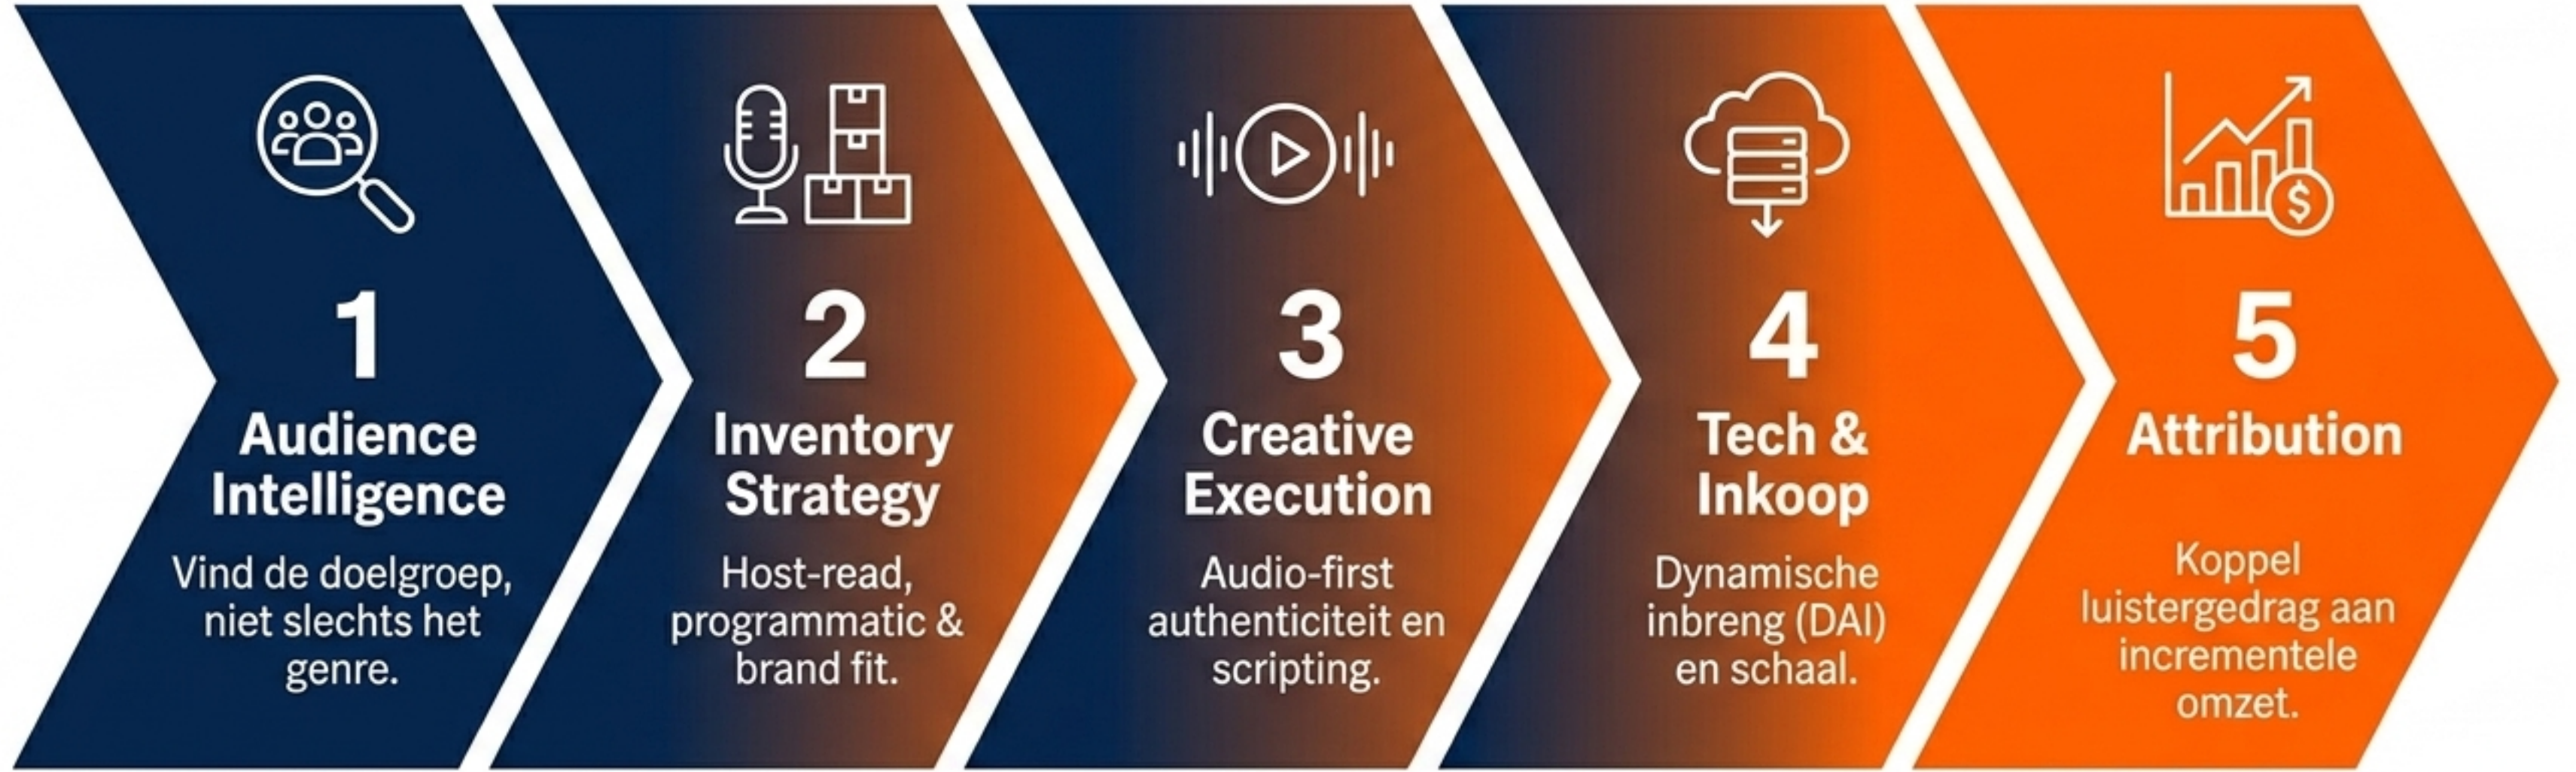 1
Audience
Intelligence
Vind de doelgroep,
niet slechts het
genre.
2
Inventory
Strategy
Host-read,
programmatic &
brand fit.
3
Creative
Execution
Audio-first
authenticiteit en
scripting.
4
Tech &
Inkoop
Dynamische
inbreng (DAI)
en schaal.
$
5
Attribution
Koppel
luistergedrag aan
incrementele
omzet.